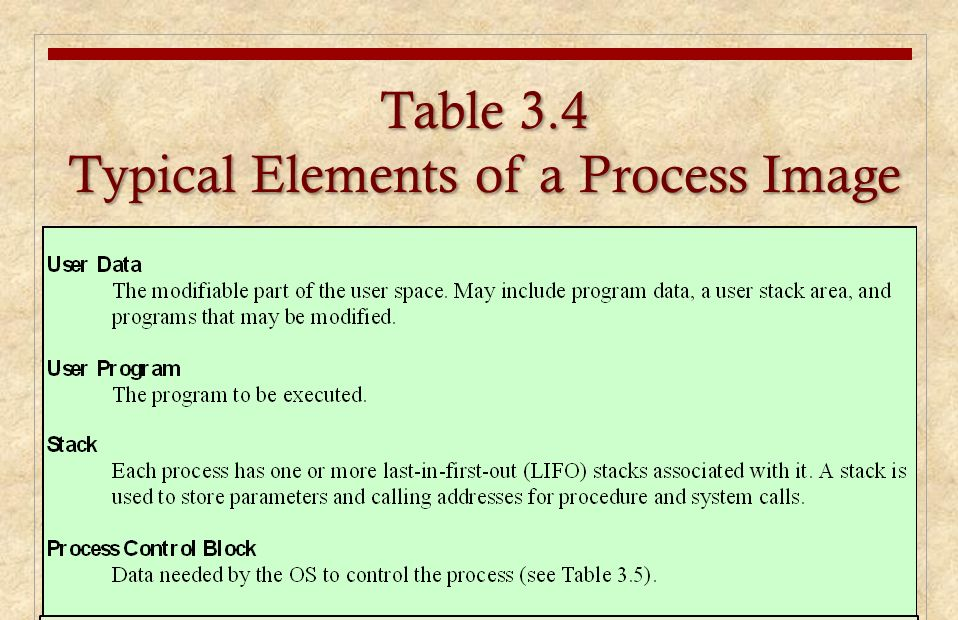 Table 3.4
Typical Elements of a Process Image
User Data
The modifiable part of the user space. May include program data, a user stack area, and
programs that may be modified.
User Program
The program to be executed.
Stack
Each process has one or more last-in-first-out (LIFO) stacks associated with it. A stack is
used to store parameters and calling addresses for procedure and system calls.
Process Control Block
Data needed by the OS to control the process (see Table 3.5).